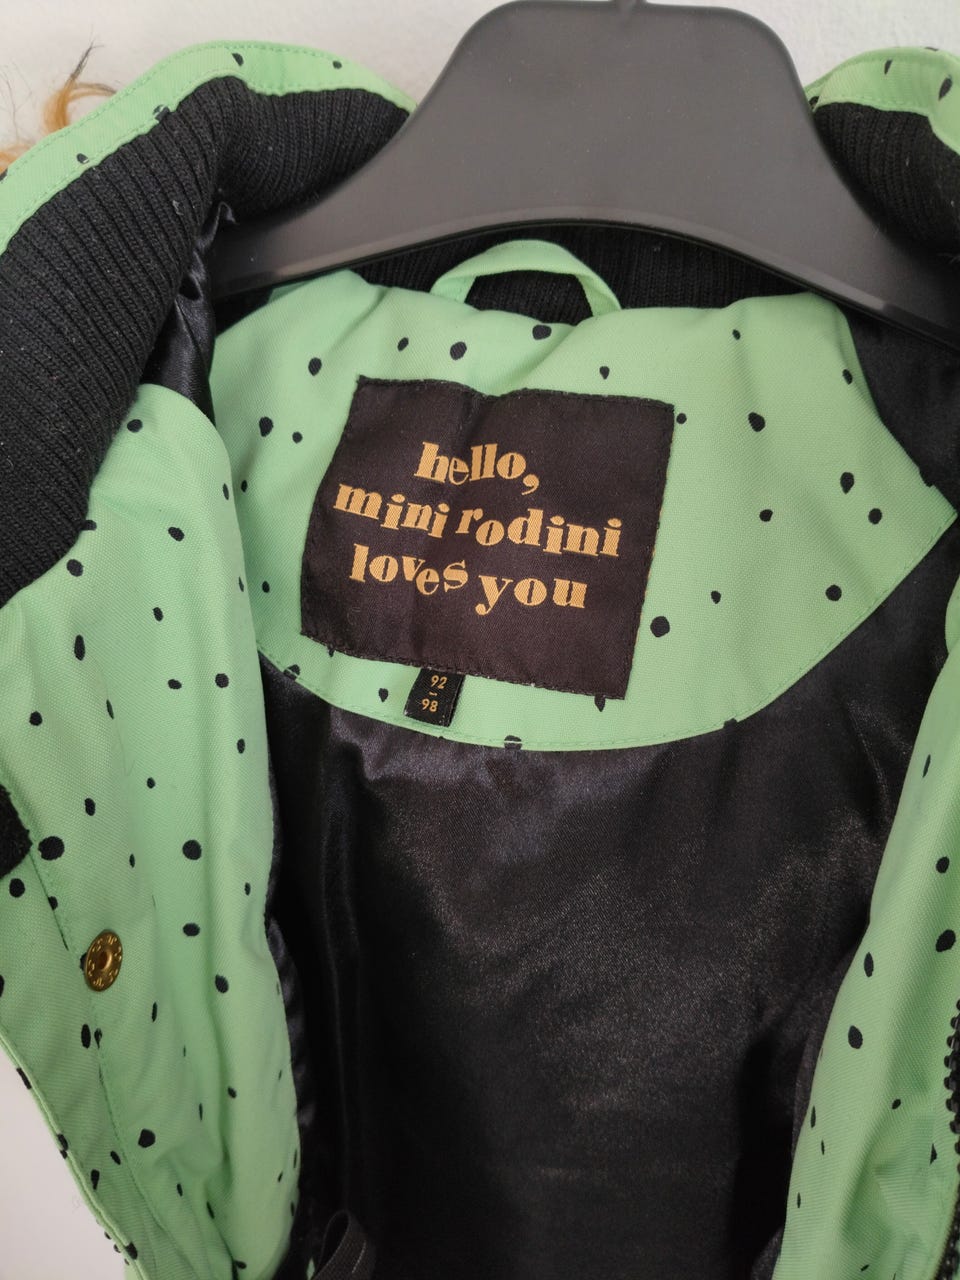 hello,
mini rodini
loves you
92
–
98